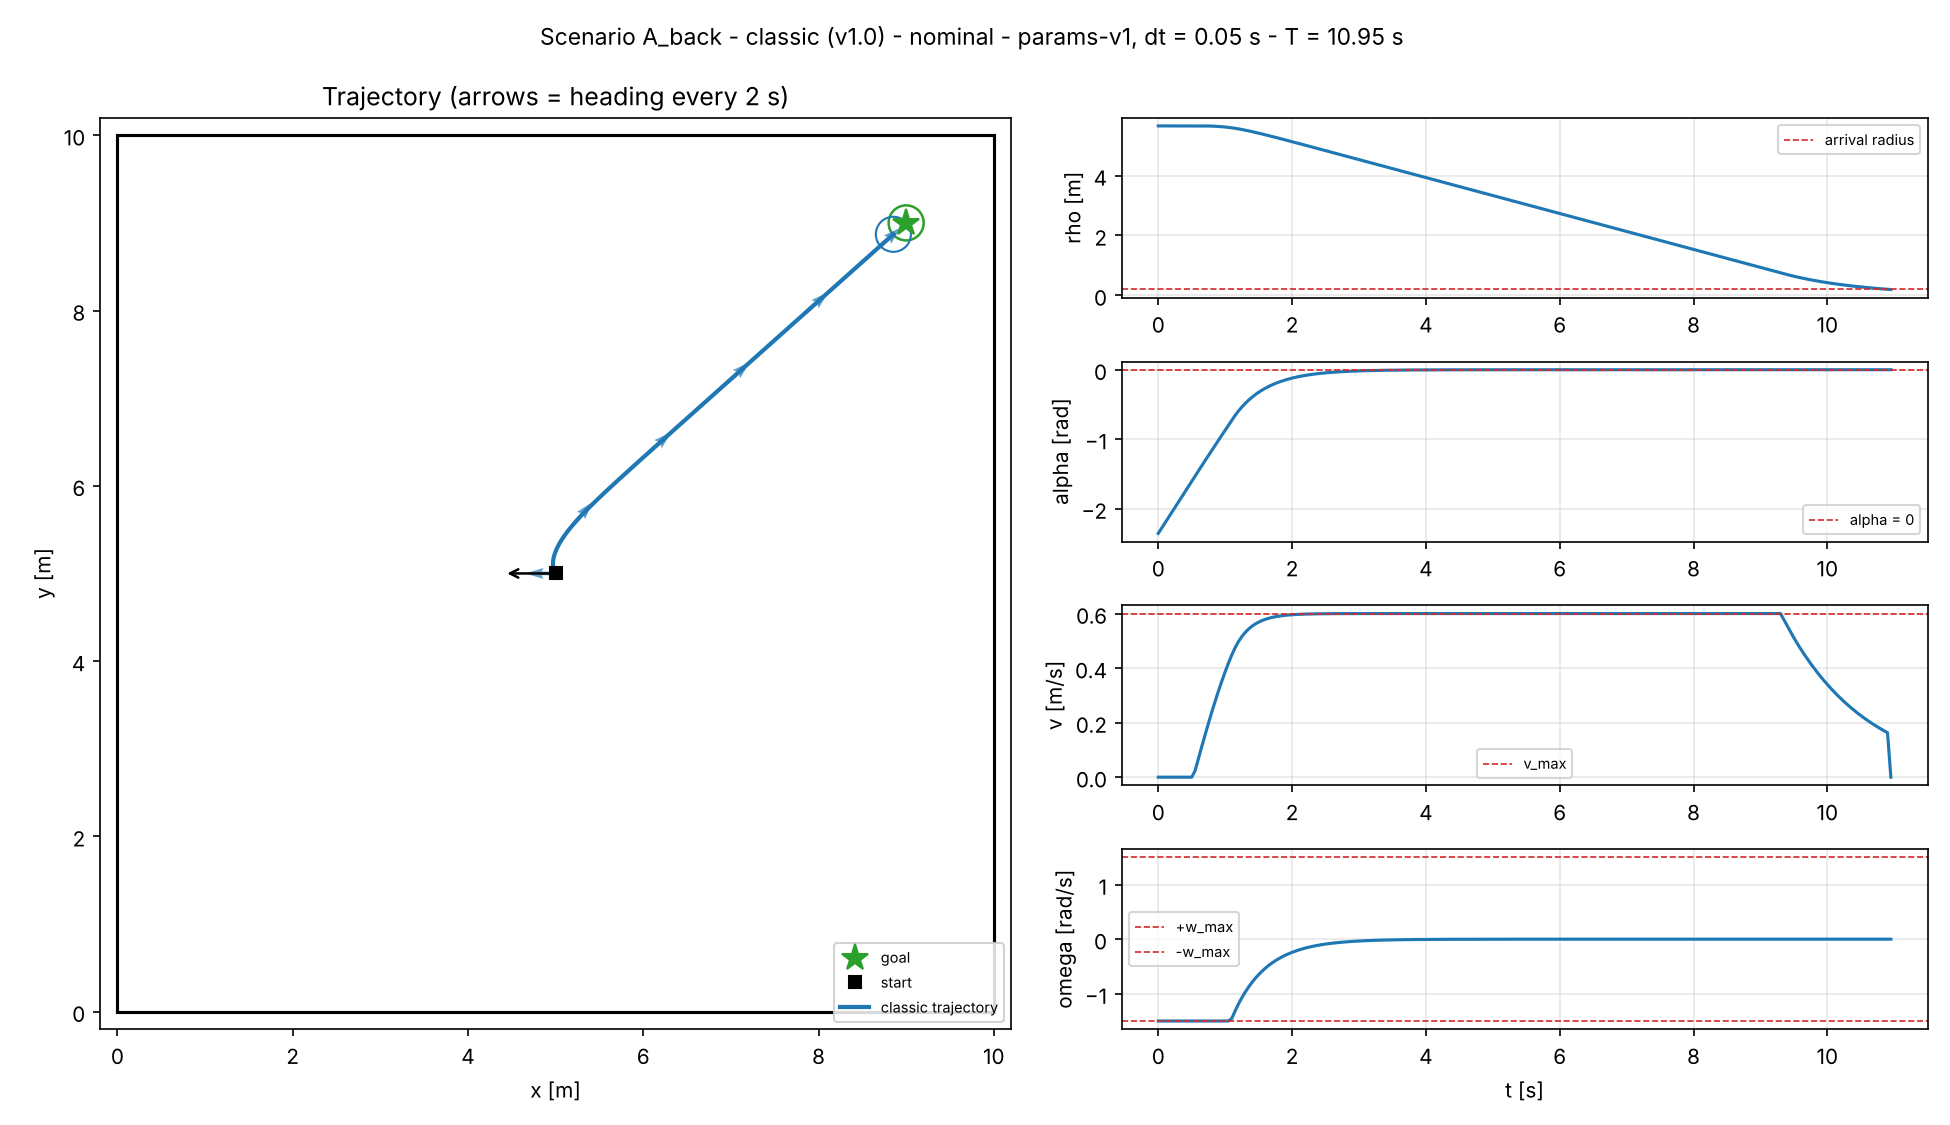 Scenario A_back - classic (v1.0) - nominal - params-v1, dt = 0.05 s - T = 10.95 s
Trajectory (arrows = heading every 2 s)
10
8
6
4
2
0
y [m]
0 2 4 6 8 10
x [m]
goal
start
classic trajectory
rho [m]
4
2
0
arrival radius
0 2 4 6 8 10
alpha [rad]
0
−1
−2
alpha = 0
0 2 4 6 8 10
v [m/s]
0.6
0.4
0.2
0.0
v_max
0 2 4 6 8 10
omega [rad/s]
1
0
−1
+w_max
-w_max
0 2 4 6 8 10
t [s]